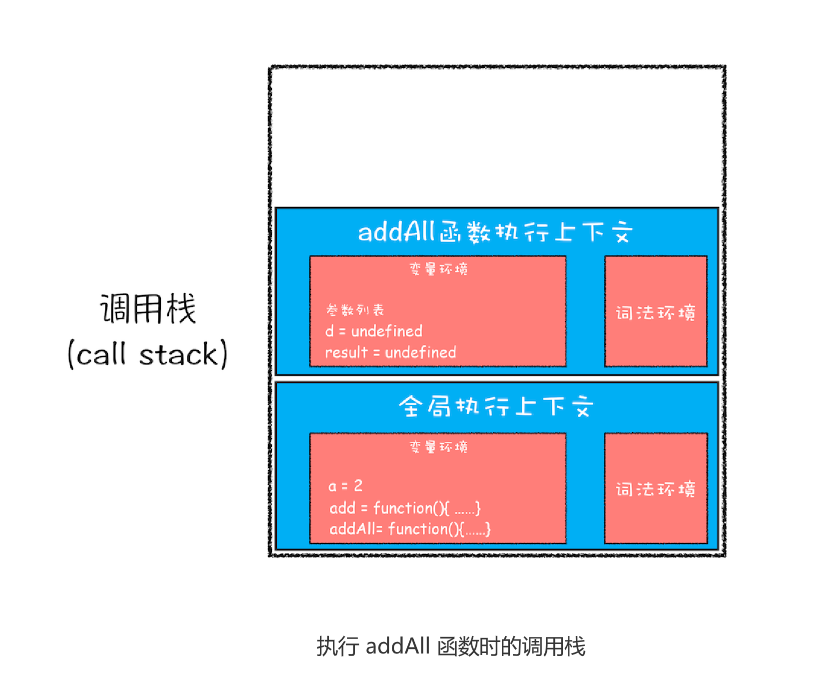 addAll函数执行上下文
变量环境
参数列表
d = undefined
result = undefined
词法环境
调用栈
(call stack)
全局执行上下文
变量环境
a = 2
add = function(){ ......}
addAll= function(){......}
词法环境
执行 addAll 函数时的调用栈